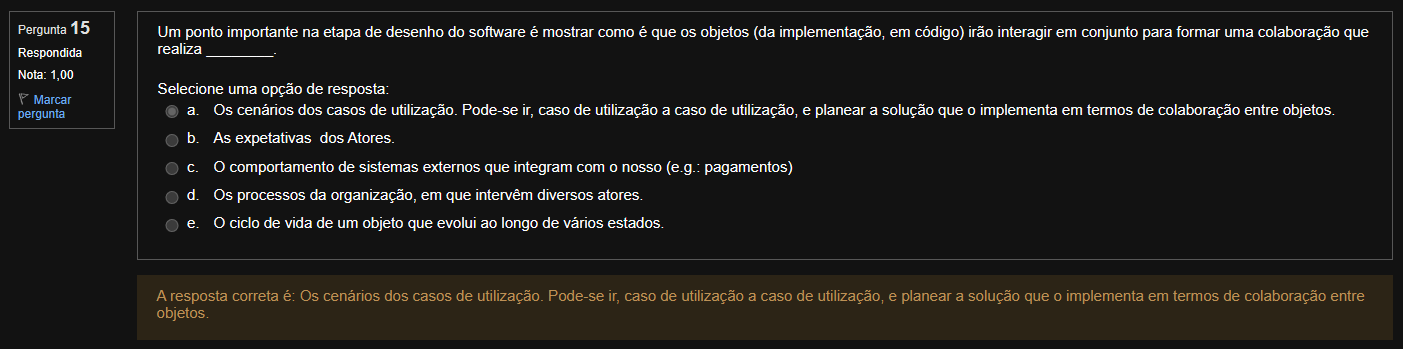 Pergunta 15
Respondida
Nota: 1,00
Marcar
pergunta
Um ponto importante na etapa de desenho do software é mostrar como é que os objetos (da implementação, em código) irão interagir em conjunto para formar uma colaboração que
realiza ________.
Selecione uma opção de resposta:
a. Os cenários dos casos de utilização. Pode-se ir, caso de utilização a caso de utilização, e planear a solução que o implementa em termos de colaboração entre objetos.
b. As expetativas  dos Atores.
c. O comportamento de sistemas externos que integram com o nosso (e.g.: pagamentos)
d. Os processos da organização, em que intervêm diversos atores.
e. O ciclo de vida de um objeto que evolui ao longo de vários estados.
A resposta correta é: Os cenários dos casos de utilização. Pode-se ir, caso de utilização a caso de utilização, e planear a solução que o implementa em termos de colaboração entre
objetos.